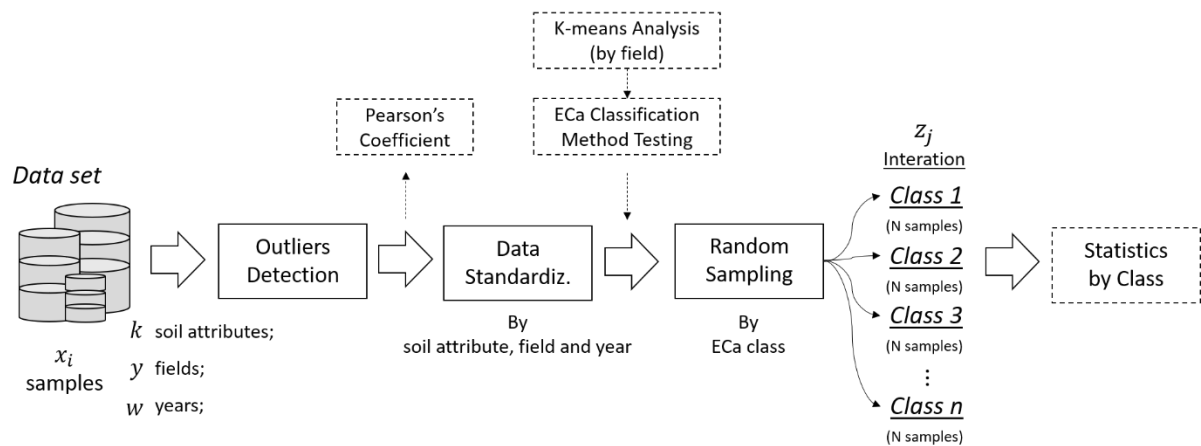 K-means Analysis
(by field)
Pearson's
Coefficient
ECa Classification
Method Testing
Data set
Outliers
Detection
Data
Standardiz.
Random
Sampling
z_j
Interation
Class 1
(N samples)
Class 2
(N samples)
Class 3
(N samples)
⋮
Class n
(N samples)
Statistics
by Class
By
soil attribute, field and year
By
ECa class
x_i
samples
k soil attributes;
y fields;
w years;